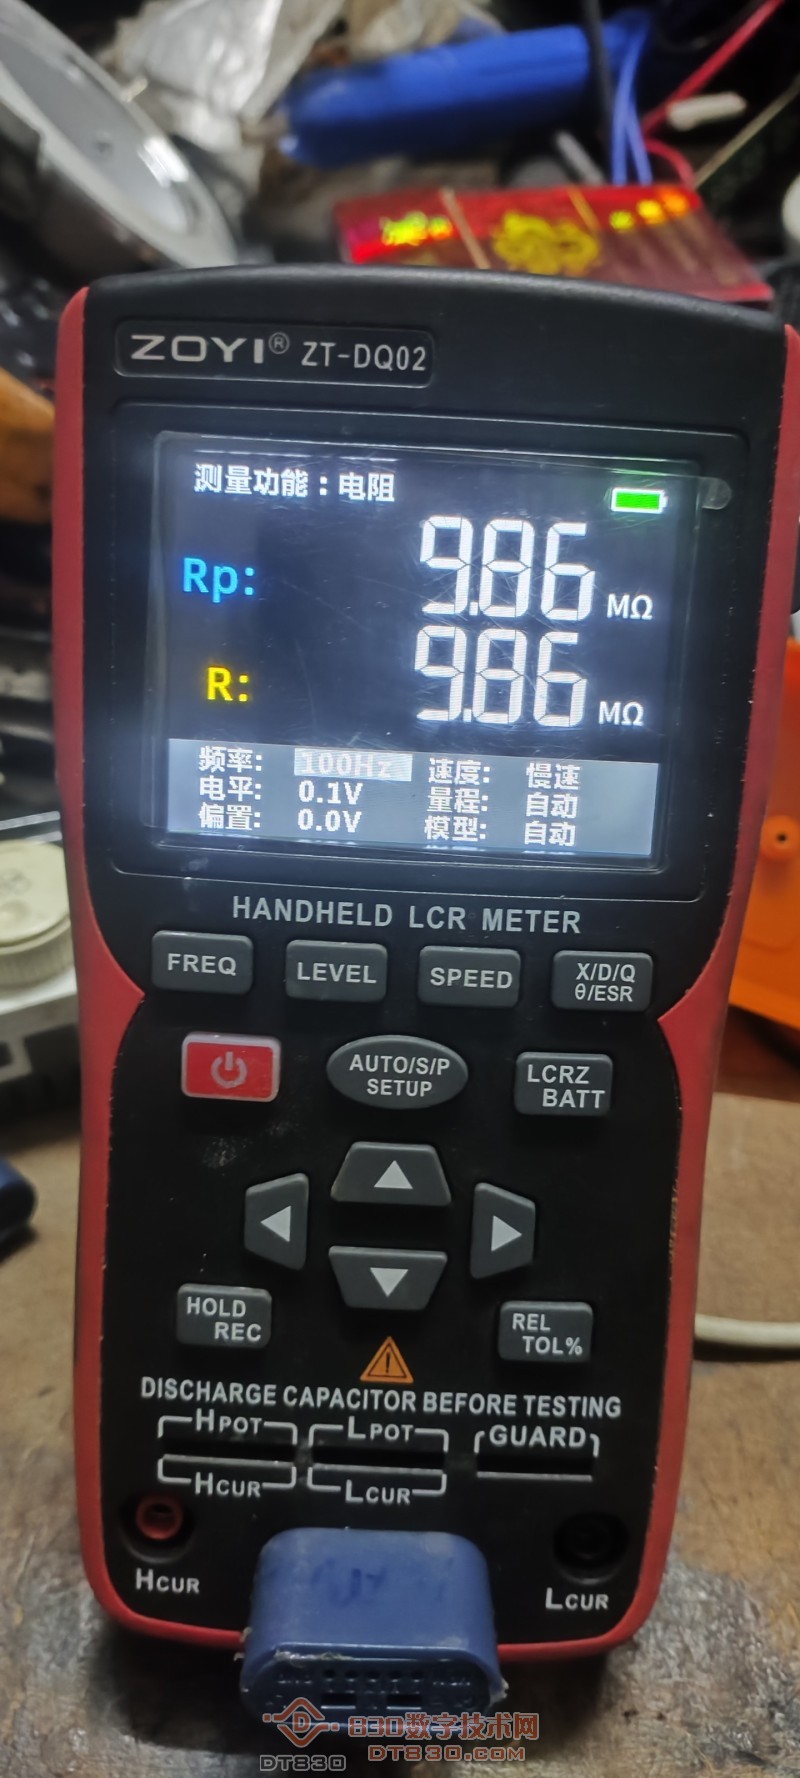 ZOYI® ZT-DQ02
测量功能：电阻
Rp: 9.86 MΩ
R: 9.86 MΩ
频率: 100Hz 速度: 慢速
电平: 0.1V 量程: 自动
偏置: 0.0V 模型: 自动
HANDHELD LCR METER
FREQ LEVEL SPEED X/D/Q
θ/ESR
AUTO/S/P
SETUP
LCRZ
BATT
HOLD
REC
REL
TOL%
DISCHARGE CAPACITOR BEFORE TESTING
HPOT LPOT GUARD
HCUR LCUR
HCUR LCUR
830数字技术网
DT830 DT830.COM